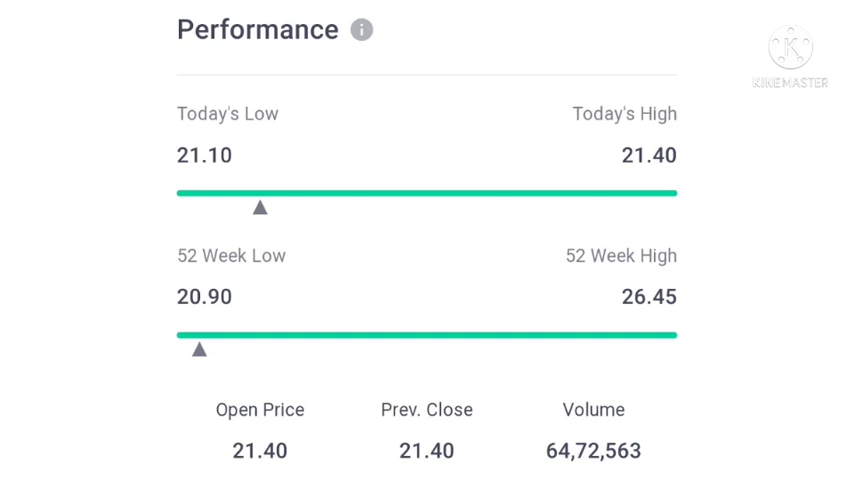 Performance
KINEMASTER
Today's Low Today's High
21.10 21.40
52 Week Low 52 Week High
20.90 26.45
Open Price Prev. Close Volume
21.40 21.40 64,72,563